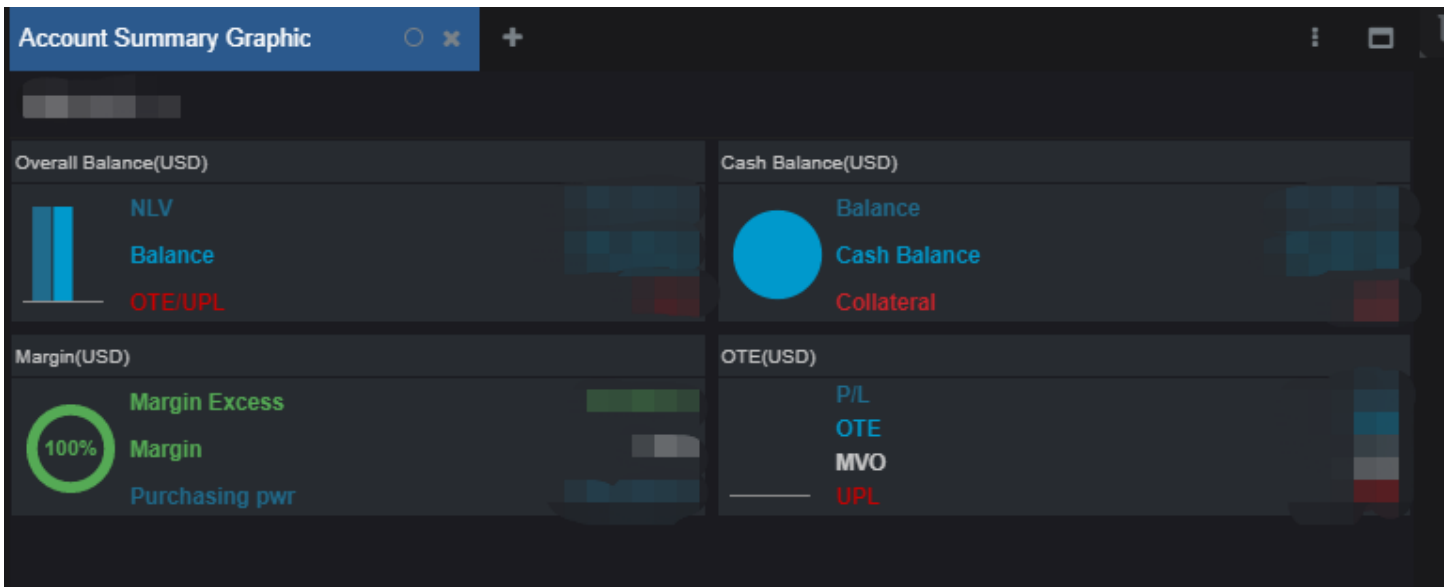 Account Summary Graphic
Overall Balance(USD)
NLV
Balance
OTE/UPL
Cash Balance(USD)
Balance
Cash Balance
Collateral
Margin(USD)
100%
Margin Excess
Margin
Purchasing pwr
OTE(USD)
P/L
OTE
MVO
UPL